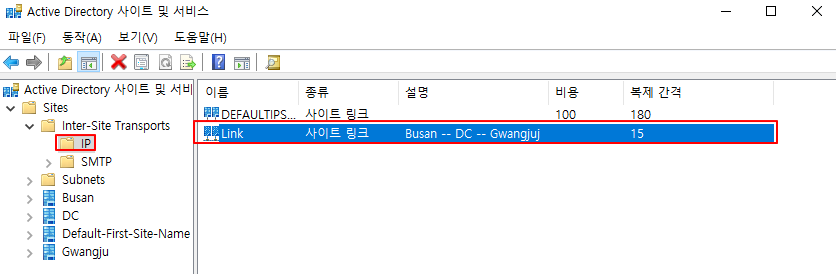 Active Directory 사이트 및 서비스
파일(F) 동작(A) 보기(V) 도움말(H)
Active Directory 사이트 및 서비
Sites
Inter-Site Transports
IP
SMTP
Subnets
Busan
DC
Default-First-Site-Name
Gwangju
이름 종류 설명 비용 복제 간격
DEFAULTIPS... 사이트 링크 100 180
Link 사이트 링크 Busan -- DC -- Gwangjuj 15